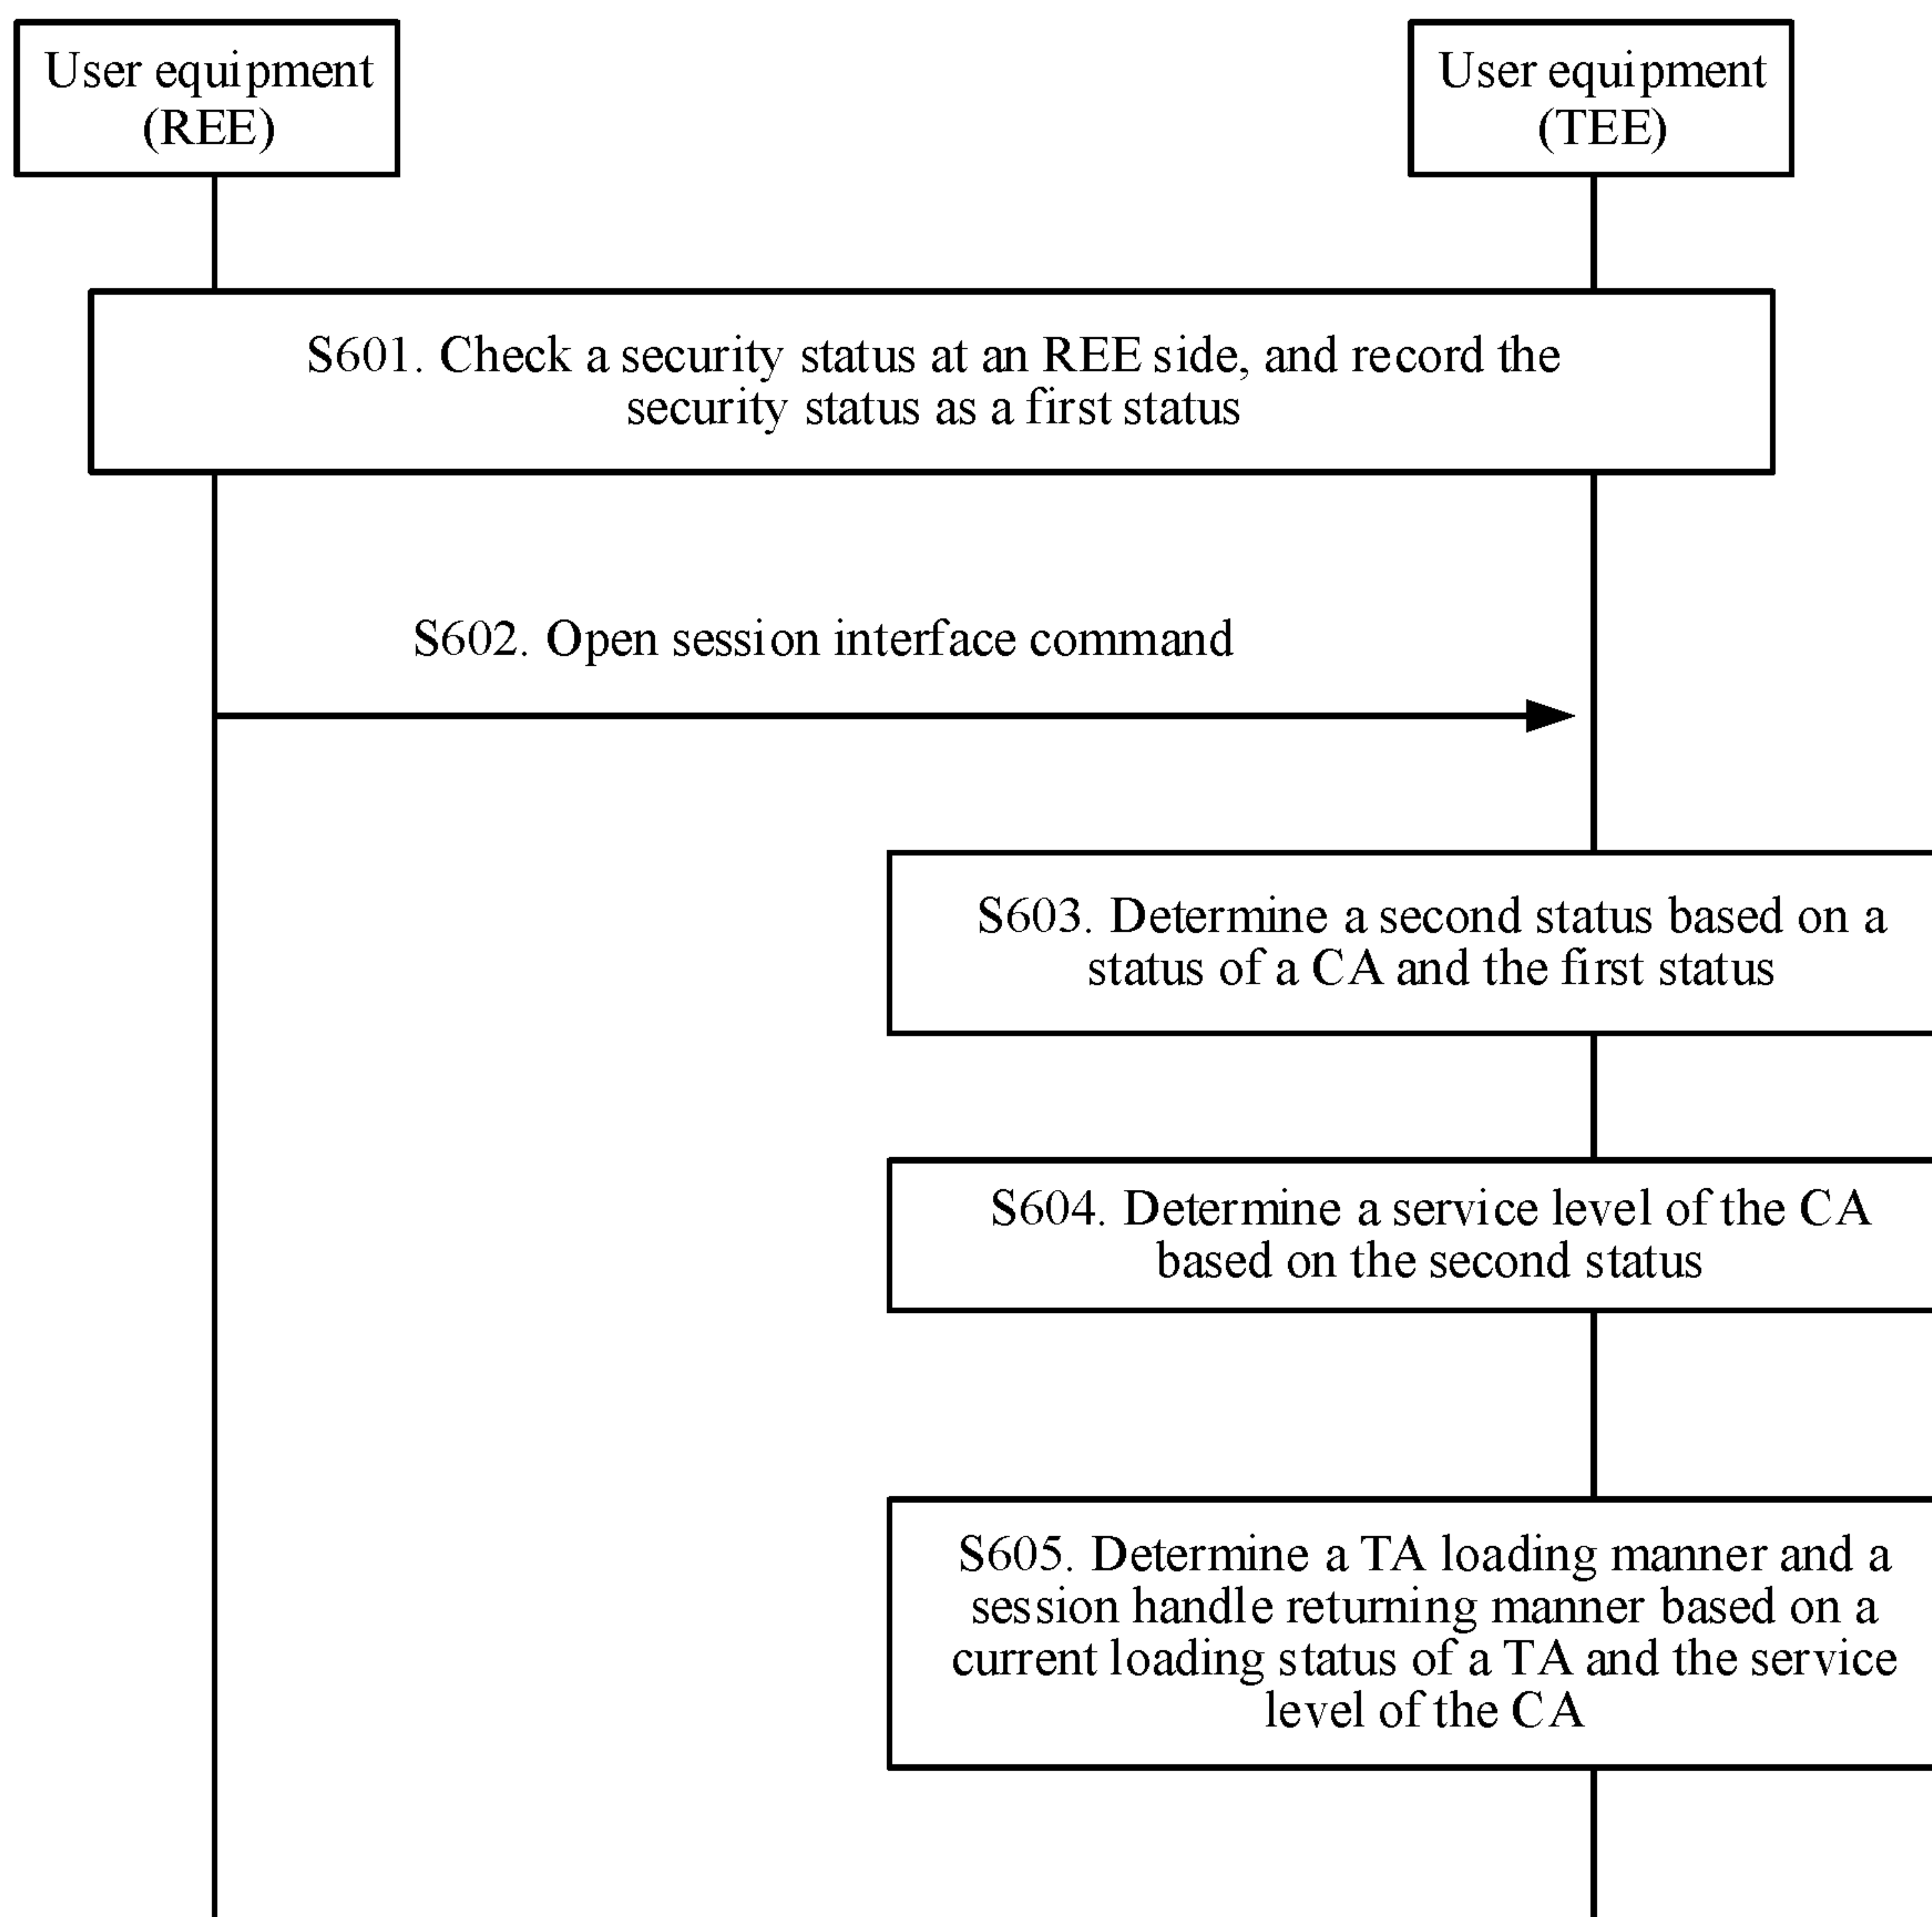 User equipment
(REE)
User equipment
(TEE)
S601. Check a security status at an REE side, and record the
security status as a first status
S602. Open session interface command
S603. Determine a second status based on a
status of a CA and the first status
S604. Determine a service level of the CA
based on the second status
S605. Determine a TA loading manner and a
session handle returning manner based on a
current loading status of a TA and the service
level of the CA